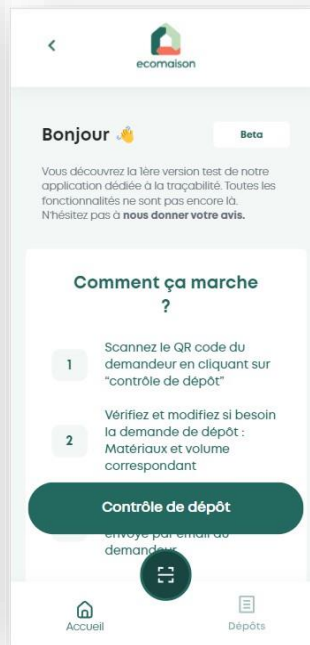 ecomaison
Bonjour 👋
Beta
Vous découvrez la 1ère version test de notre
application dédiée à la traçabilité. Toutes les
fonctionnalités ne sont pas encore là.
N'hésitez pas à nous donner votre avis.
Comment ça marche
?
1
Scannez le QR code du
demandeur en cliquant sur
"contrôle de dépôt"
2
Vérifiez et modifiez si besoin
la demande de dépôt :
Matériaux et volume
correspondant
Contrôle de dépôt
envoyé par email au
demandeur
Accueil
Dépôts